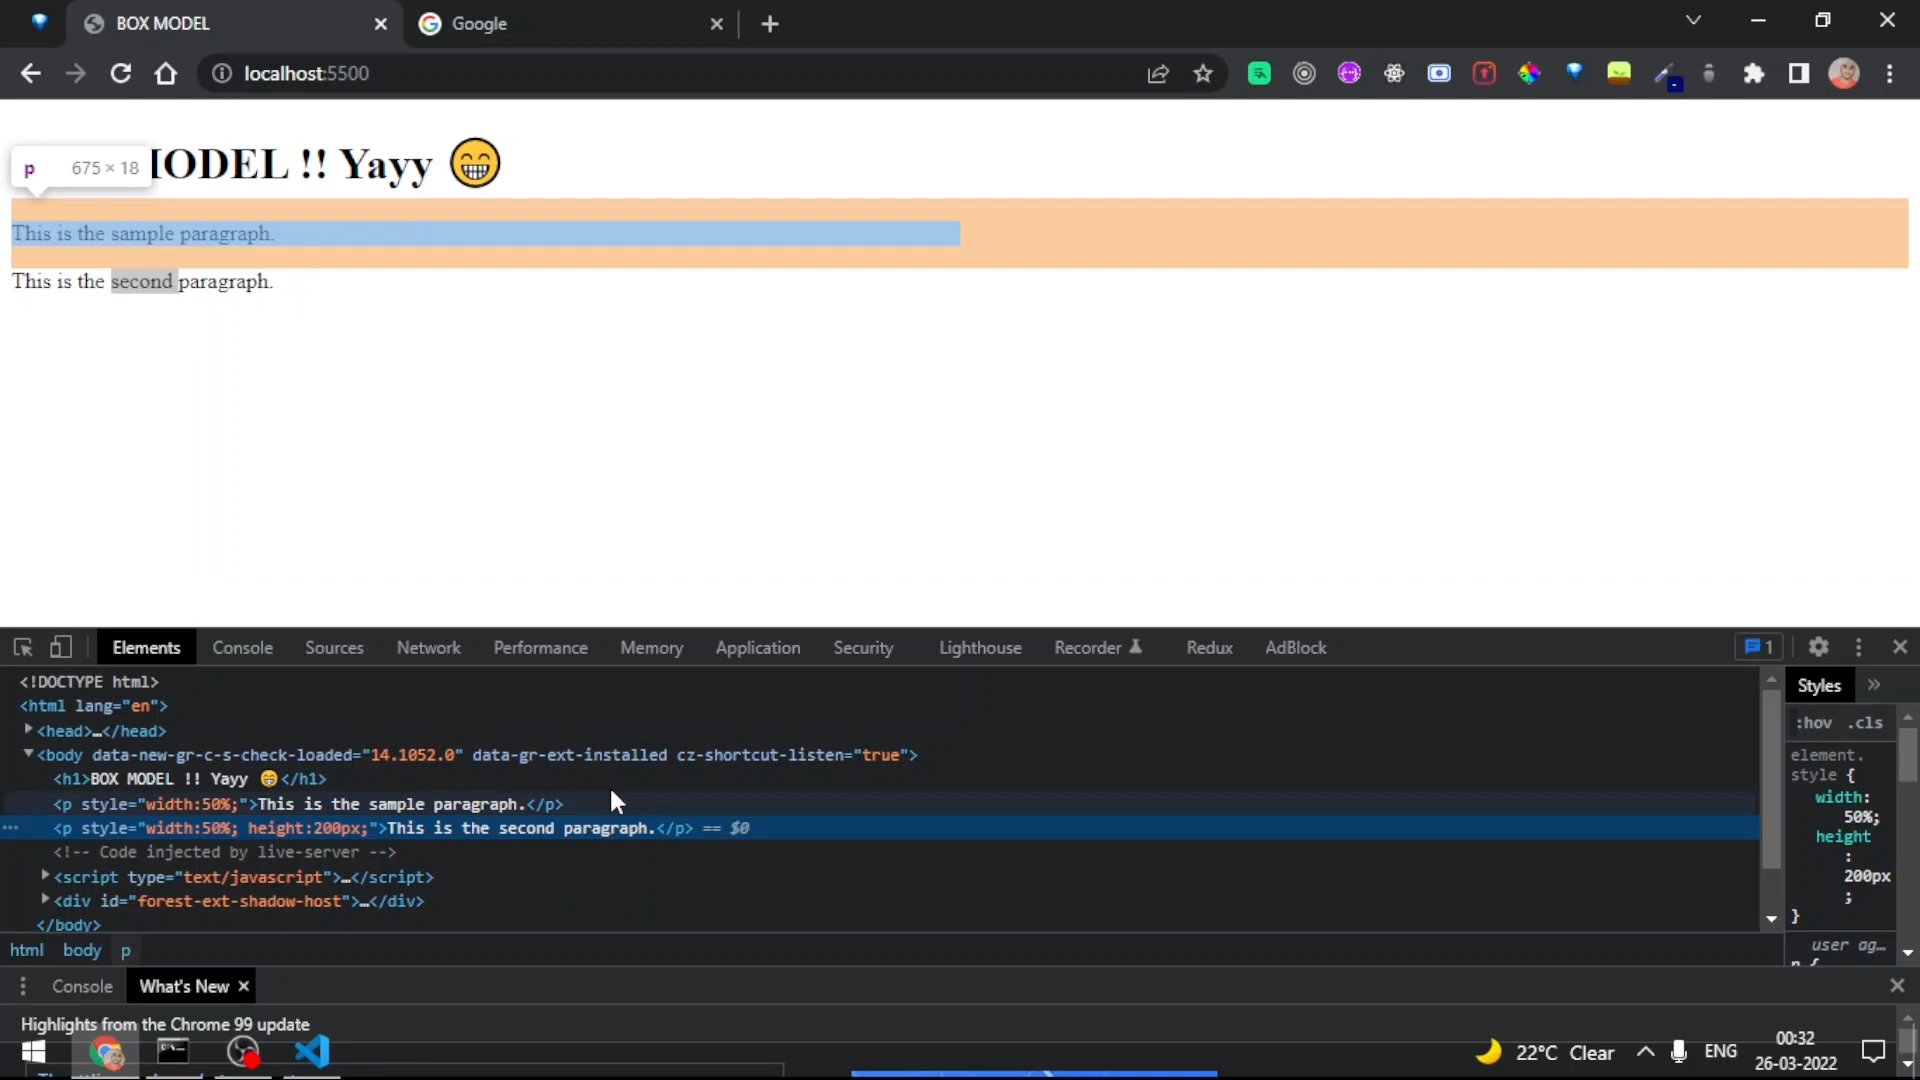 BOX MODEL
Google
localhost:5500
p 675 × 18
MODEL !! Yayy 😁
This is the sample paragraph.
This is the second paragraph.
Elements Console Sources Network Performance Memory Application Security Lighthouse Recorder Redux AdBlock 1
<!DOCTYPE html>
<html lang="en">
<head>…</head>
<body data-new-gr-c-s-check-loaded="14.1052.0" data-gr-ext-installed cz-shortcut-listen="true">
<h1>BOX MODEL !! Yayy 😁</h1>
<p style="width:50%;">This is the sample paragraph.</p>
<p style="width:50%; height:200px;">This is the second paragraph.</p> == $0
<!-- Code injected by live-server -->
<script type="text/javascript">…</script>
<div id="forest-ext-shadow-host">…</div>
</body>
html body p
Styles »
:hov .cls
element.
style {
width:
50%;
height
:
200px
;
}
user ag…
Console What's New
Highlights from the Chrome 99 update
22°C Clear ENG
00:32
26-03-2022